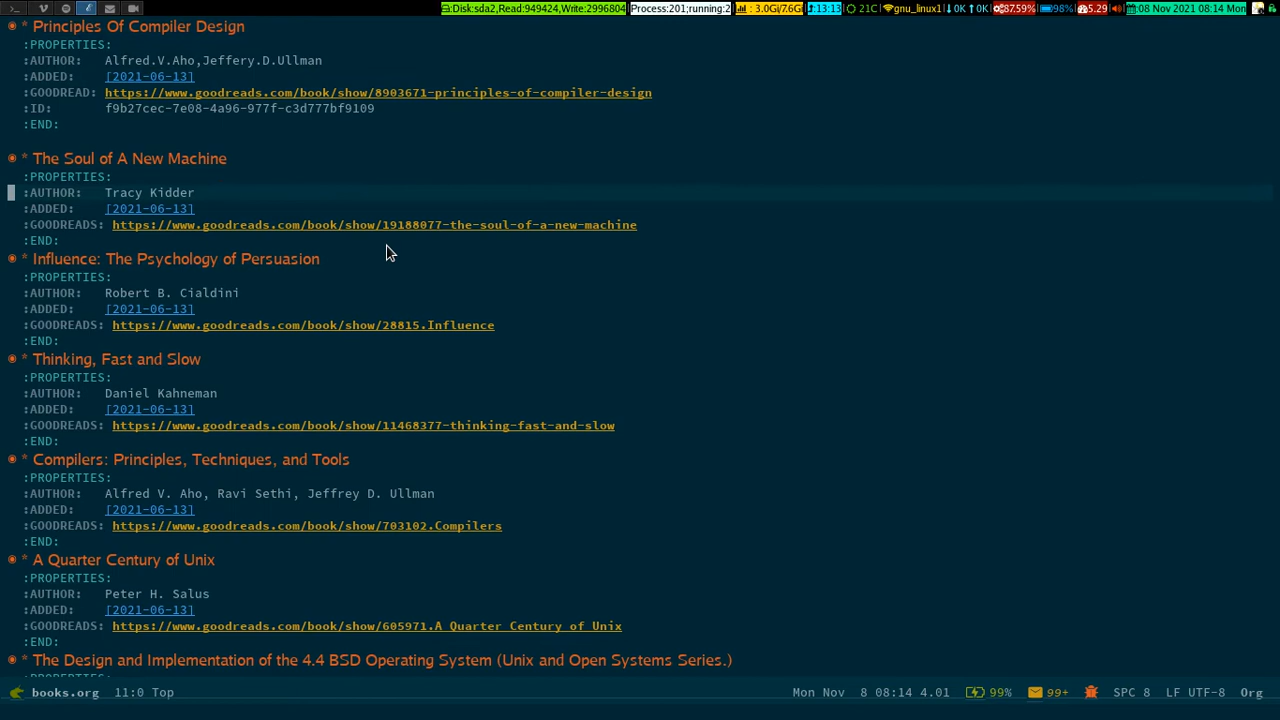 Disk:sda2,Read:949424,Write:2996804 Process:201;running:2 : 3.0Gi/7.6Gi :13:13 21C gnu_linux1 87.59% 98% 0K 0K 5.29 :08 Nov 2021 08:14 Mon
* Principles Of Compiler Design
:PROPERTIES:
:AUTHOR: Alfred.V.Aho,Jeffery.D.Ullman
:ADDED: [2021-06-13]
:GOODREAD: https://www.goodreads.com/book/show/8903671-principles-of-compiler-design
:ID: f9b27cec-7e08-4a96-977f-c3d777bf9109
:END:
* The Soul of A New Machine
:PROPERTIES:
:AUTHOR: Tracy Kidder
:ADDED: [2021-06-13]
:GOODREADS: https://www.goodreads.com/book/show/19188077-the-soul-of-a-new-machine
:END:
* Influence: The Psychology of Persuasion
:PROPERTIES:
:AUTHOR: Robert B. Cialdini
:ADDED: [2021-06-13]
:GOODREADS: https://www.goodreads.com/book/show/28815.Influence
:END:
* Thinking, Fast and Slow
:PROPERTIES:
:AUTHOR: Daniel Kahneman
:ADDED: [2021-06-13]
:GOODREADS: https://www.goodreads.com/book/show/11468377-thinking-fast-and-slow
:END:
* Compilers: Principles, Techniques, and Tools
:PROPERTIES:
:AUTHOR: Alfred V. Aho, Ravi Sethi, Jeffrey D. Ullman
:ADDED: [2021-06-13]
:GOODREADS: https://www.goodreads.com/book/show/703102.Compilers
:END:
* A Quarter Century of Unix
:PROPERTIES:
:AUTHOR: Peter H. Salus
:ADDED: [2021-06-13]
:GOODREADS: https://www.goodreads.com/book/show/605971.A Quarter Century of Unix
:END:
* The Design and Implementation of the 4.4 BSD Operating System (Unix and Open Systems Series.)
books.org 11:0 Top Mon Nov 8 08:14 4.01 99% 99+ SPC 8 LF UTF-8 Org